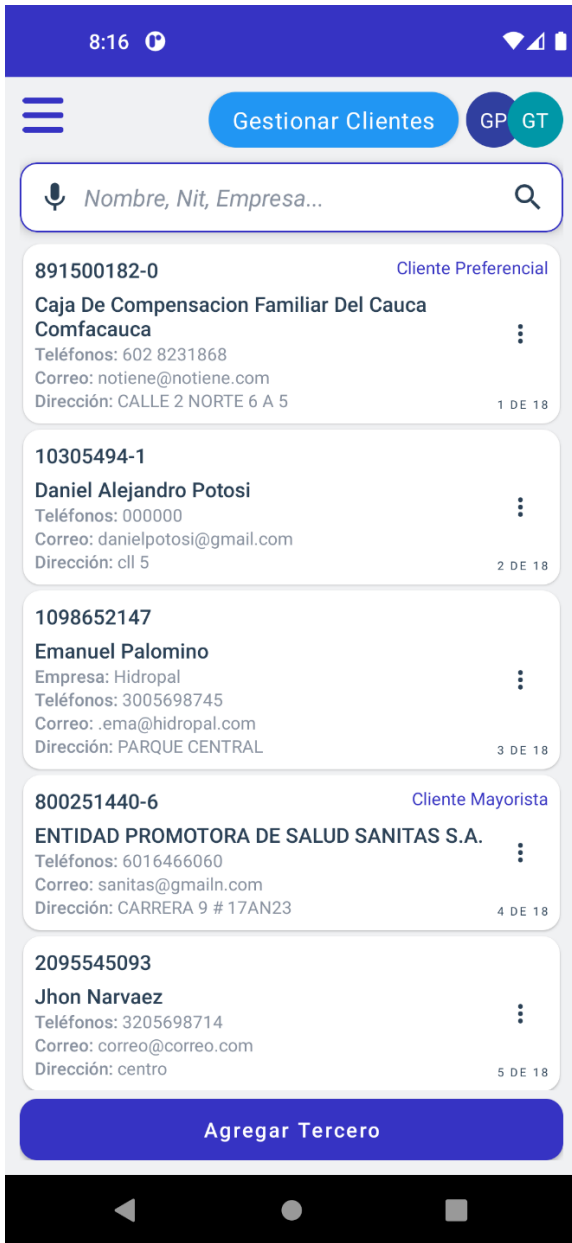 8:16
Gestionar Clientes
GP
GT
Nombre, Nit, Empresa...
891500182-0
Cliente Preferencial
Caja De Compensacion Familiar Del Cauca
Comfacauca
Teléfonos: 602 8231868
Correo: notiene@notiene.com
Dirección: CALLE 2 NORTE 6 A 5
1 DE 18
10305494-1
Daniel Alejandro Potosi
Teléfonos: 000000
Correo: danielpotosi@gmail.com
Dirección: cll 5
2 DE 18
1098652147
Emanuel Palomino
Empresa: Hidropal
Teléfonos: 3005698745
Correo: .ema@hidropal.com
Dirección: PARQUE CENTRAL
3 DE 18
800251440-6
Cliente Mayorista
ENTIDAD PROMOTORA DE SALUD SANITAS S.A.
Teléfonos: 6016466060
Correo: sanitas@gmailn.com
Dirección: CARRERA 9 # 17AN23
4 DE 18
2095545093
Jhon Narvaez
Teléfonos: 3205698714
Correo: correo@correo.com
Dirección: centro
5 DE 18
Agregar Tercero